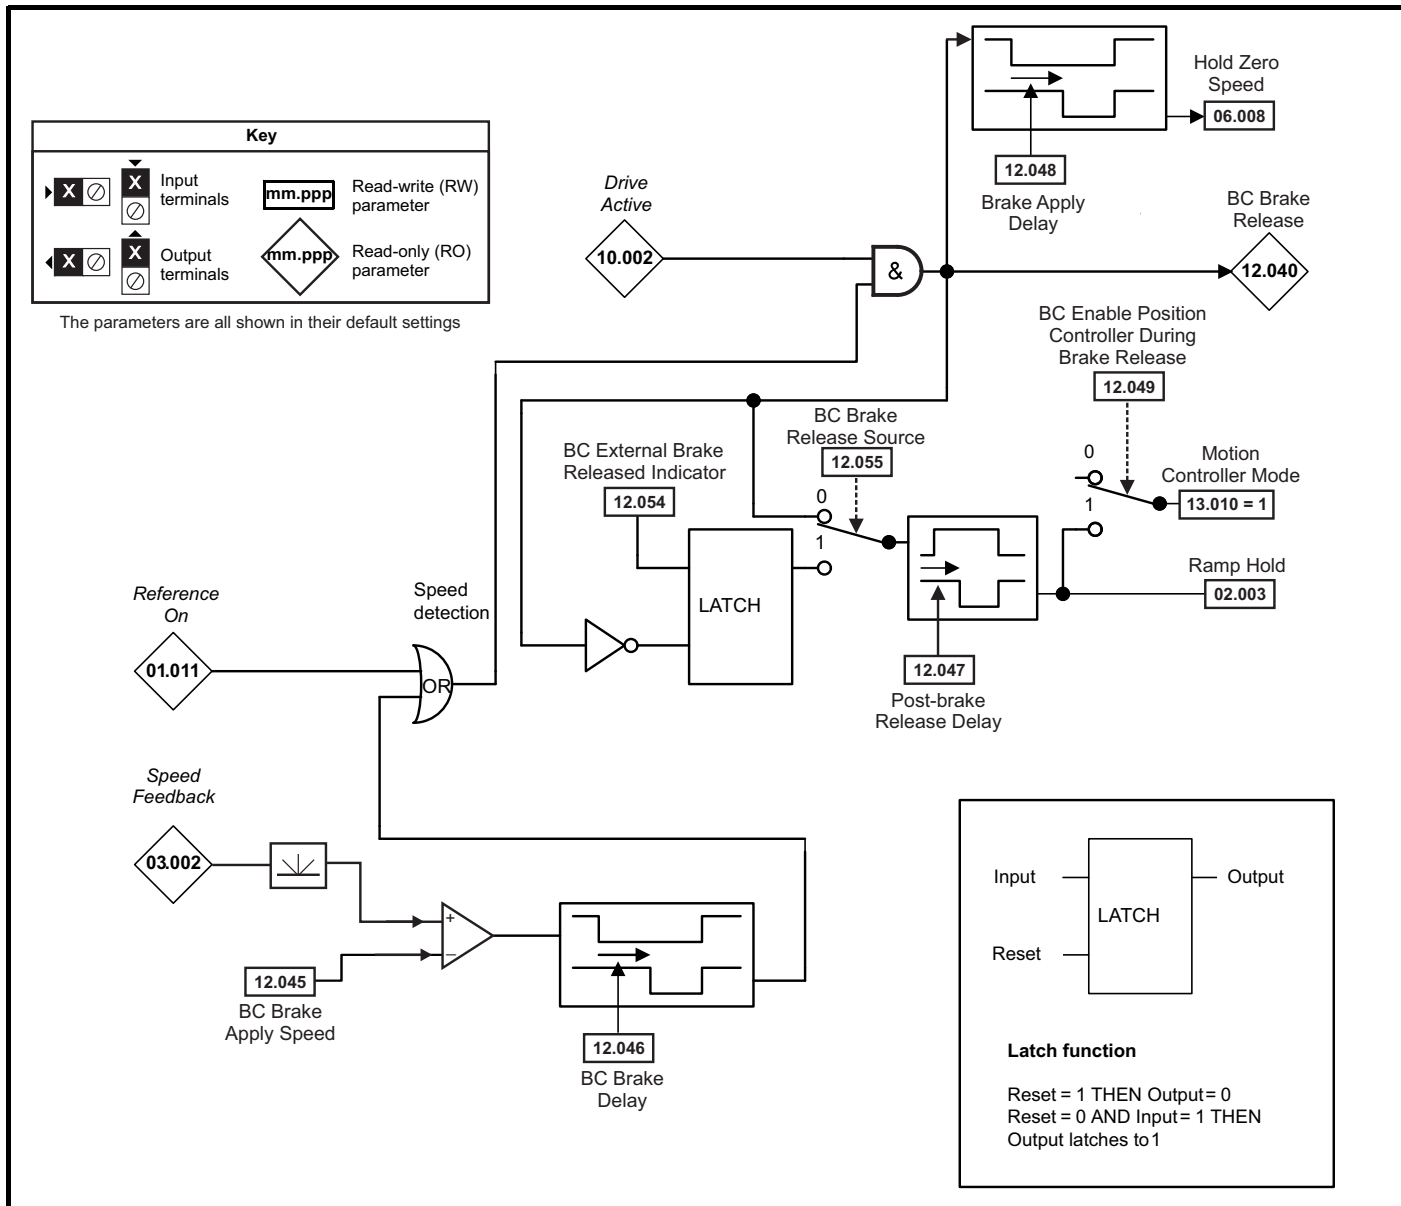 Key
X
X
Input
terminals
mm.ppp
Read-write (RW)
parameter
X
X
Output
terminals
mm.ppp
Read-only (RO)
parameter
The parameters are all shown in their default settings
Hold Zero
Speed
06.008
12.048
Brake Apply
Delay
Drive
Active
10.002
&
BC Brake
Release
12.040
BC Enable Position
Controller During
Brake Release
12.049
0
1
Motion
Controller Mode
13.010 = 1
BC Brake
Release Source
12.055
0
1
BC External Brake
Released Indicator
12.054
LATCH
Ramp Hold
02.003
12.047
Post-brake
Release Delay
Reference
On
01.011
Speed
detection
OR
Speed
Feedback
03.002
+
–
12.045
BC Brake
Apply Speed
12.046
BC Brake
Delay
Input
Output
LATCH
Reset
Latch function
Reset = 1 THEN Output = 0
Reset = 0 AND Input = 1 THEN
Output latches to 1